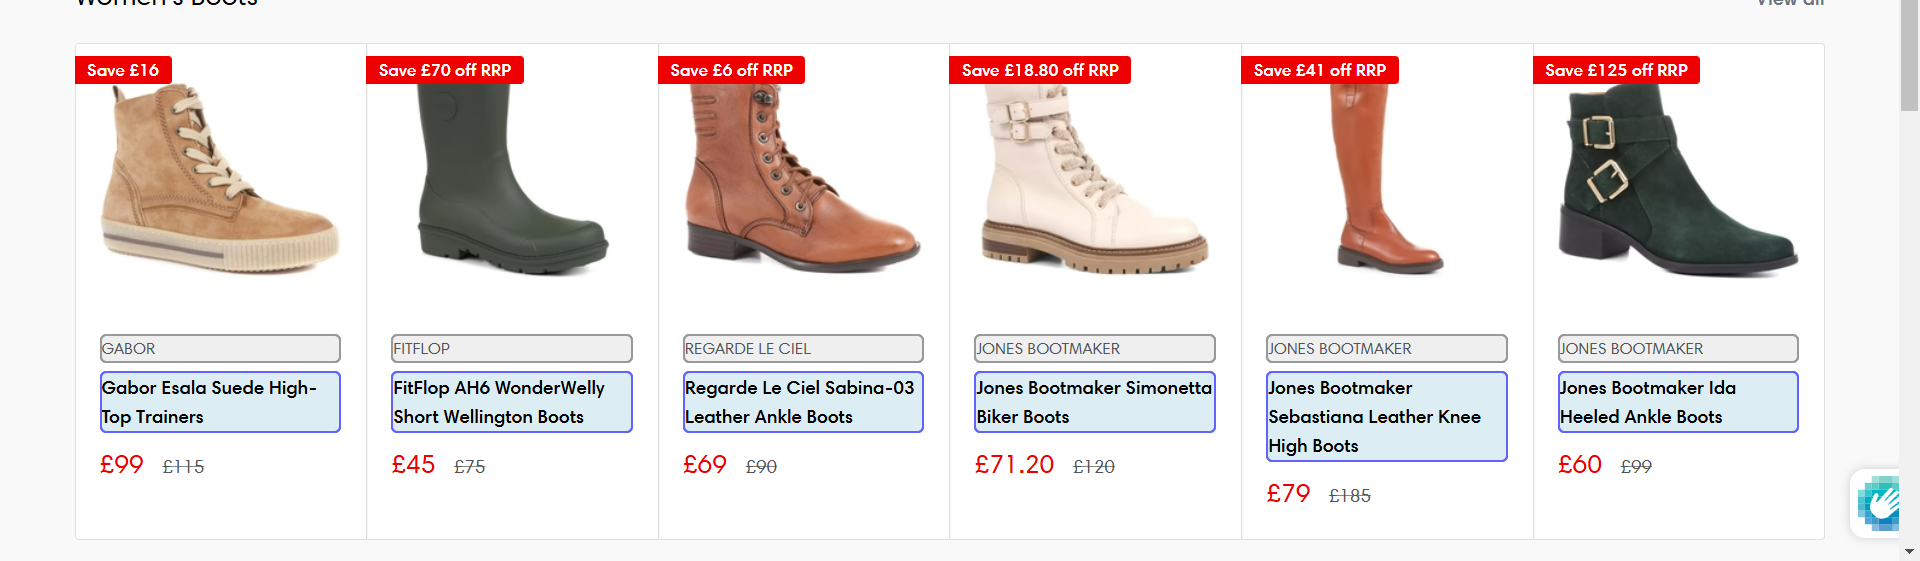 Women's Boots
View all
Save £16
Save £70 off RRP
Save £6 off RRP
Save £18.80 off RRP
Save £41 off RRP
Save £125 off RRP
GABOR
FITFLOP
REGARDE LE CIEL
JONES BOOTMAKER
JONES BOOTMAKER
JONES BOOTMAKER
Gabor Esala Suede High-
Top Trainers
FitFlop AH6 WonderWelly
Short Wellington Boots
Regarde Le Ciel Sabina-03
Leather Ankle Boots
Jones Bootmaker Simonetta
Biker Boots
Jones Bootmaker
Sebastiana Leather Knee
High Boots
Jones Bootmaker Ida
Heeled Ankle Boots
£99 £115
£45 £75
£69 £90
£71.20 £120
£79 £185
£60 £99